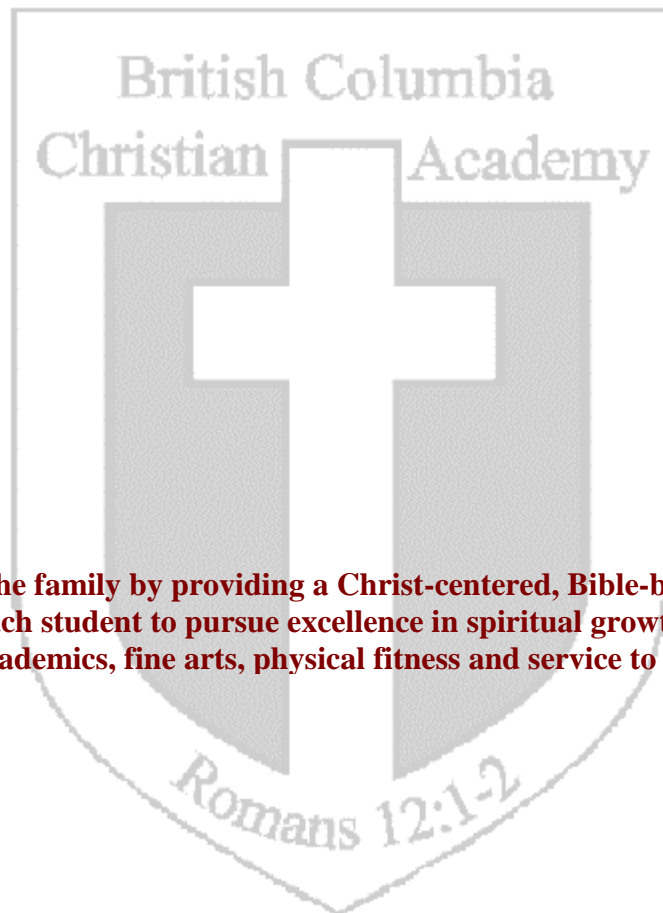 British Columbia
Christian Academy
he family by providing a Christ-centered, Bible-b
ch student to pursue excellence in spiritual growt
ademics, fine arts, physical fitness and service to
Romans 12:1-2